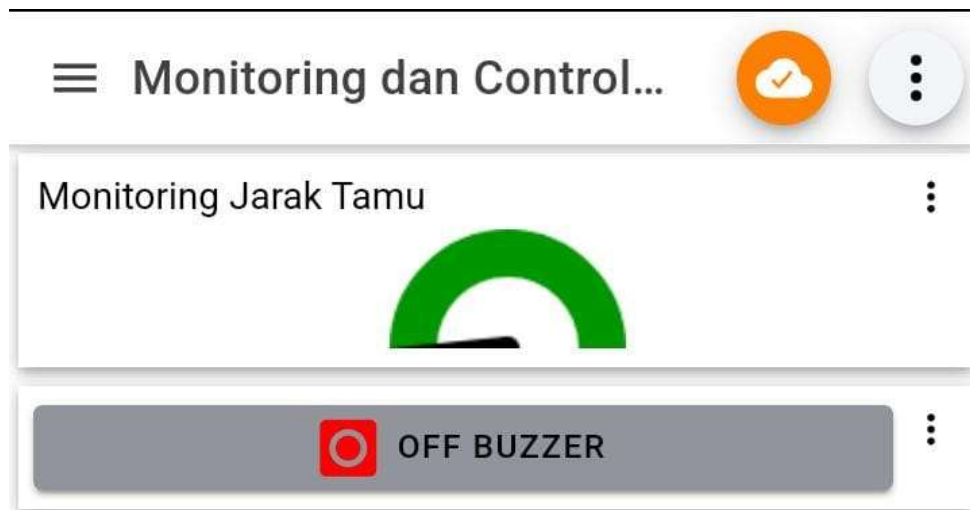 Monitoring dan Control...
Monitoring Jarak Tamu
OFF BUZZER